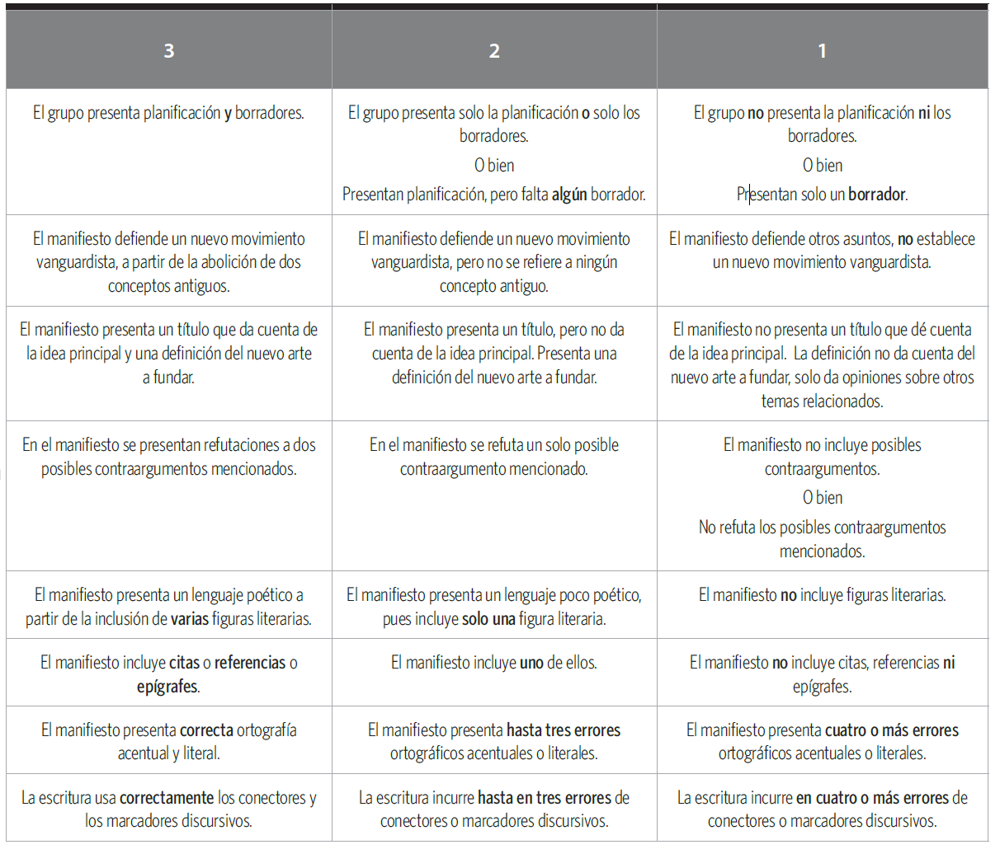 3
2
1
El grupo presenta planificación y borradores.
El grupo presenta solo la planificación o solo los
borradores.
O bien
Presentan planificación, pero falta algún borrador.
El grupo no presenta la planificación ni los
borradores.
O bien
Presentan solo un borrador.
El manifiesto defiende un nuevo movimiento
vanguardista, a partir de la abolición de dos
conceptos antiguos.
El manifiesto defiende un nuevo movimiento
vanguardista, pero no se refiere a ningún
concepto antiguo.
El manifiesto defiende otros asuntos, no establece
un nuevo movimiento vanguardista.
El manifiesto presenta un título que da cuenta de
la idea principal y una definición del nuevo arte
a fundar.
El manifiesto presenta un título, pero no da
cuenta de la idea principal. Presenta una
definición del nuevo arte a fundar.
El manifiesto no presenta un título que dé cuenta
de la idea principal. La definición no da cuenta del
nuevo arte a fundar, solo da opiniones sobre otros
temas relacionados.
En el manifiesto se presentan refutaciones a dos
posibles contraargumentos mencionados.
En el manifiesto se refuta un solo posible
contraargumento mencionado.
El manifiesto no incluye posibles
contraargumentos.
O bien
No refuta los posibles contraargumentos
mencionados.
El manifiesto presenta un lenguaje poético a
partir de la inclusión de varias figuras literarias.
El manifiesto presenta un lenguaje poco poético,
pues incluye solo una figura literaria.
El manifiesto no incluye figuras literarias.
El manifiesto incluye citas o referencias o
epígrafes.
El manifiesto incluye uno de ellos.
El manifiesto no incluye citas, referencias ni
epígrafes.
El manifiesto presenta correcta ortografía
acentual y literal.
El manifiesto presenta hasta tres errores
ortográficos acentuales o literales.
El manifiesto presenta cuatro o más errores
ortográficos acentuales o literales.
La escritura usa correctamente los conectores y
los marcadores discursivos.
La escritura incurre hasta en tres errores de
conectores o marcadores discursivos.
La escritura incurre en cuatro o más errores de
conectores o marcadores discursivos.